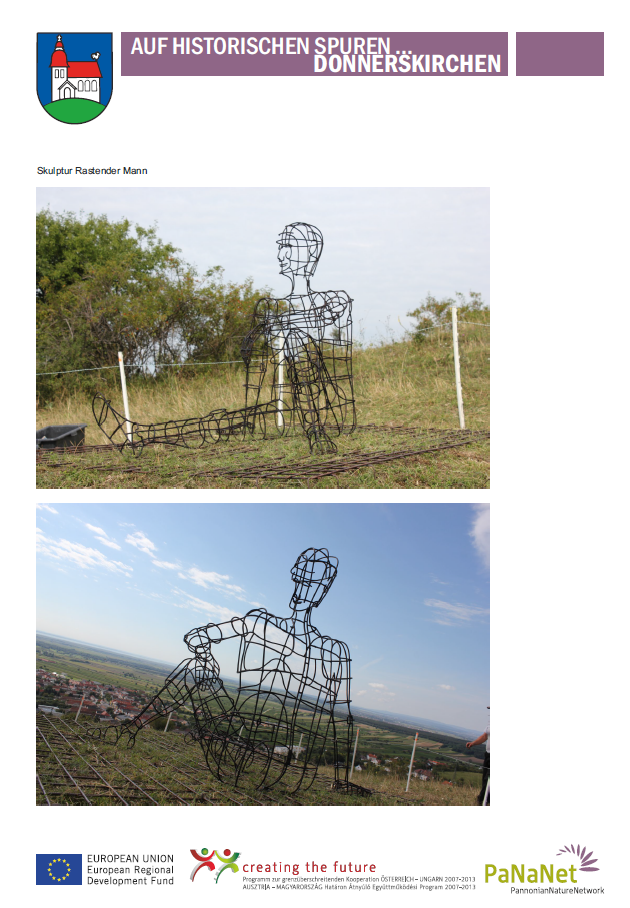 AUF HISTORISCHEN SPUREN ...
DONNERSKIRCHEN
Skulptur Rastender Mann
EUROPEAN UNION
European Regional
Development Fund
creating the future
Programm zur grenzüberschreitenden Kooperation ÖSTERREICH – UNGARN 2007-2013
AUSZTRIA – MAGYARORSZÁG Határon Átnyúló Együttműködési Program 2007-2013
PaNaNet
PannonianNatureNetwork